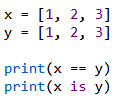 x = [1, 2, 3]
y = [1, 2, 3]
print(x == y)
print(x is y)